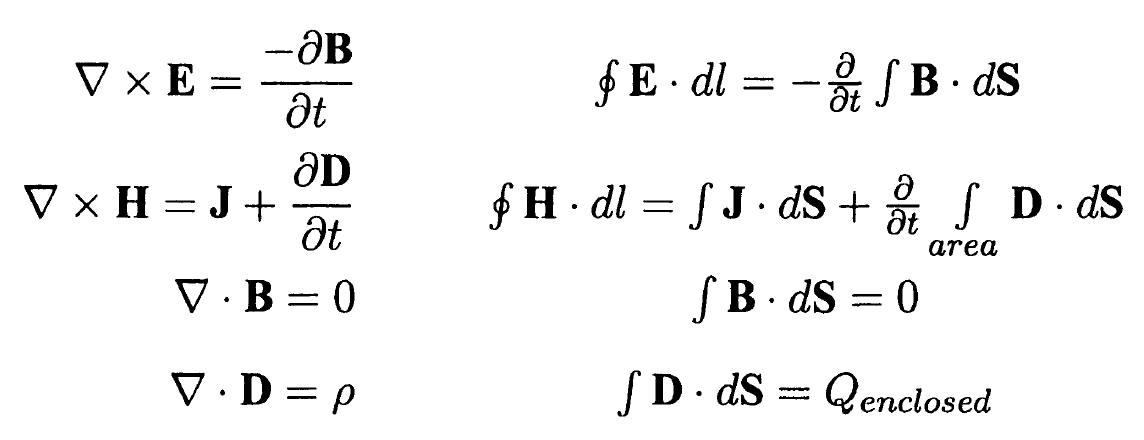 ∇ × E = −∂B/∂t    ∮ E · dl = −∂/∂t ∫ B · dS
∇ × H = J + ∂D/∂t    ∮ H · dl = ∫ J · dS + ∂/∂t ∫_area D · dS
∇ · B = 0    ∫ B · dS = 0
∇ · D = ρ    ∫ D · dS = Q_enclosed